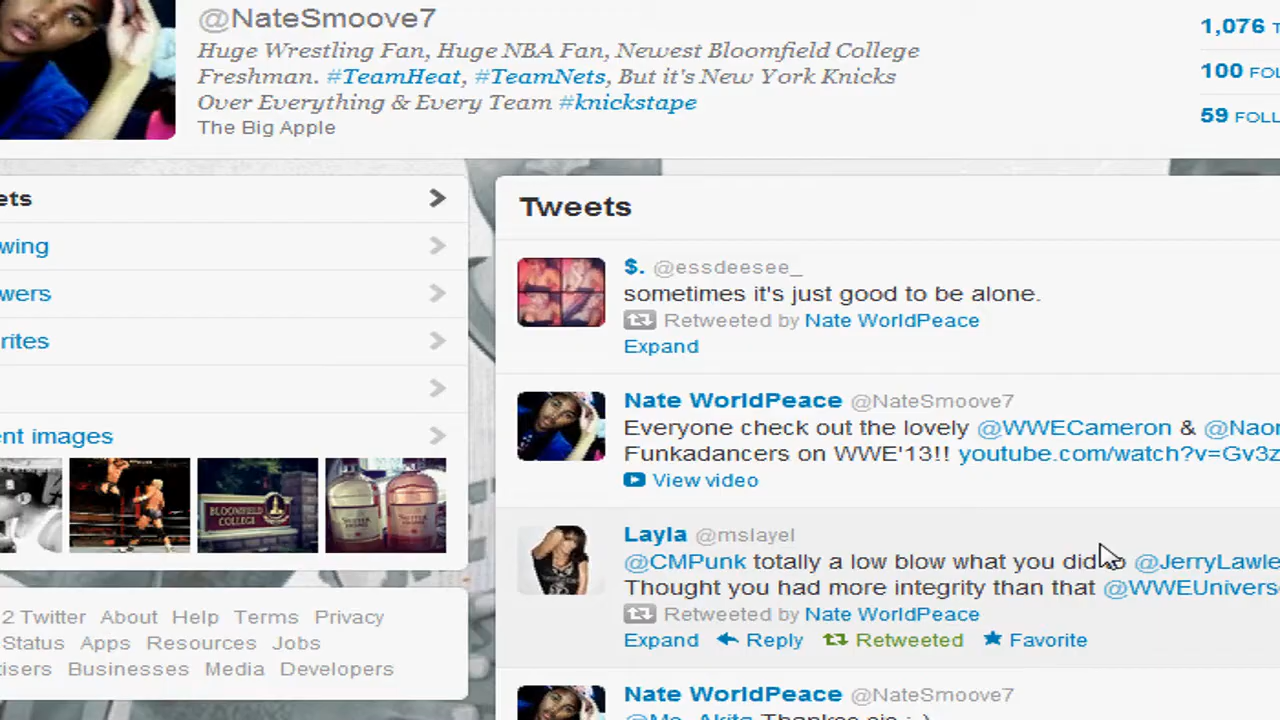 @NateSmoove7
Huge Wrestling Fan, Huge NBA Fan, Newest Bloomfield College
Freshman. #TeamHeat, #TeamNets, But it's New York Knicks
Over Everything & Every Team #knickstape
The Big Apple
1,076 T
100 FOL
59 FOLL
ets
wing
wers
rites
nt images
BLOOMFIELD
COLLEGE
2 Twitter About Help Terms Privacy
Status Apps Resources Jobs
tisers Businesses Media Developers
Tweets
$. @essdeesee_
sometimes it's just good to be alone.
Retweeted by Nate WorldPeace
Expand
Nate WorldPeace @NateSmoove7
Everyone check out the lovely @WWECameron & @Naor
Funkadancers on WWE'13!! youtube.com/watch?v=Gv3z
View video
Layla @mslayel
@CMPunk totally a low blow what you did to @JerryLawle
Thought you had more integrity than that @WWEUnivers
Retweeted by Nate WorldPeace
Expand Reply Retweeted Favorite
Nate WorldPeace @NateSmoove7